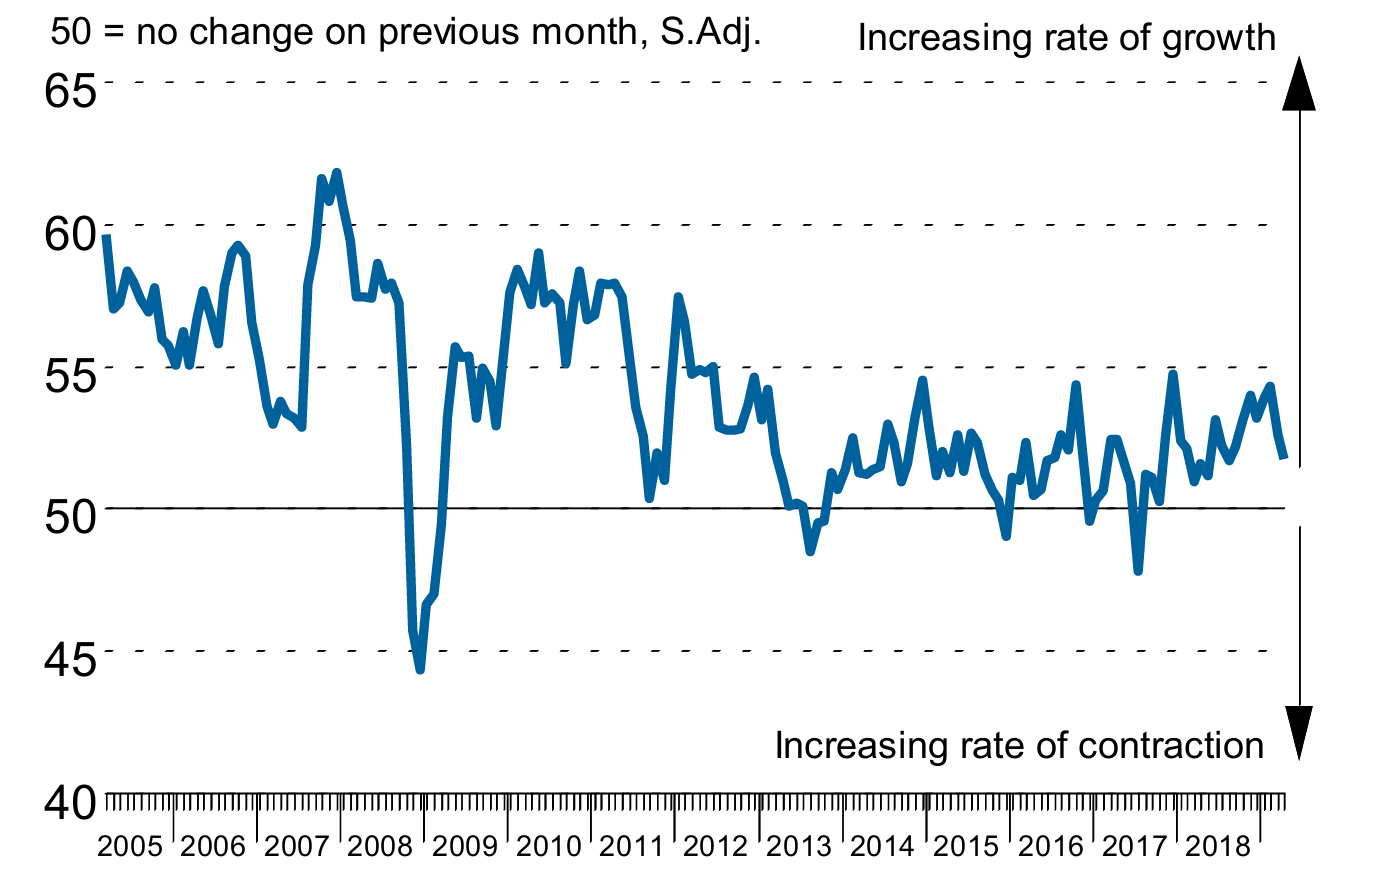 50 = no change on previous month, S.Adj.
Increasing rate of growth
65
60
55
50
45
Increasing rate of contraction
40
2005 2006 2007 2008 2009 2010 2011 2012 2013 2014 2015 2016 2017 2018